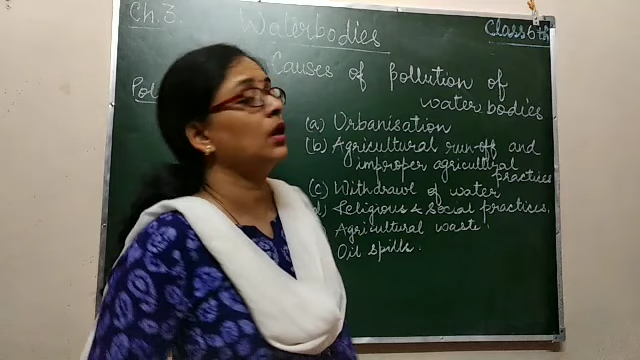 Ch.3.
Waterbodies
Class 6th
Causes of pollution of
water bodies
Pol
(a) Urbanisation
(b) Agricultural run-off and
improper agricultural
practices
(c) Withdrawl of water
d) Religious & Social practices.
Agricultural waste.
Oil spills.